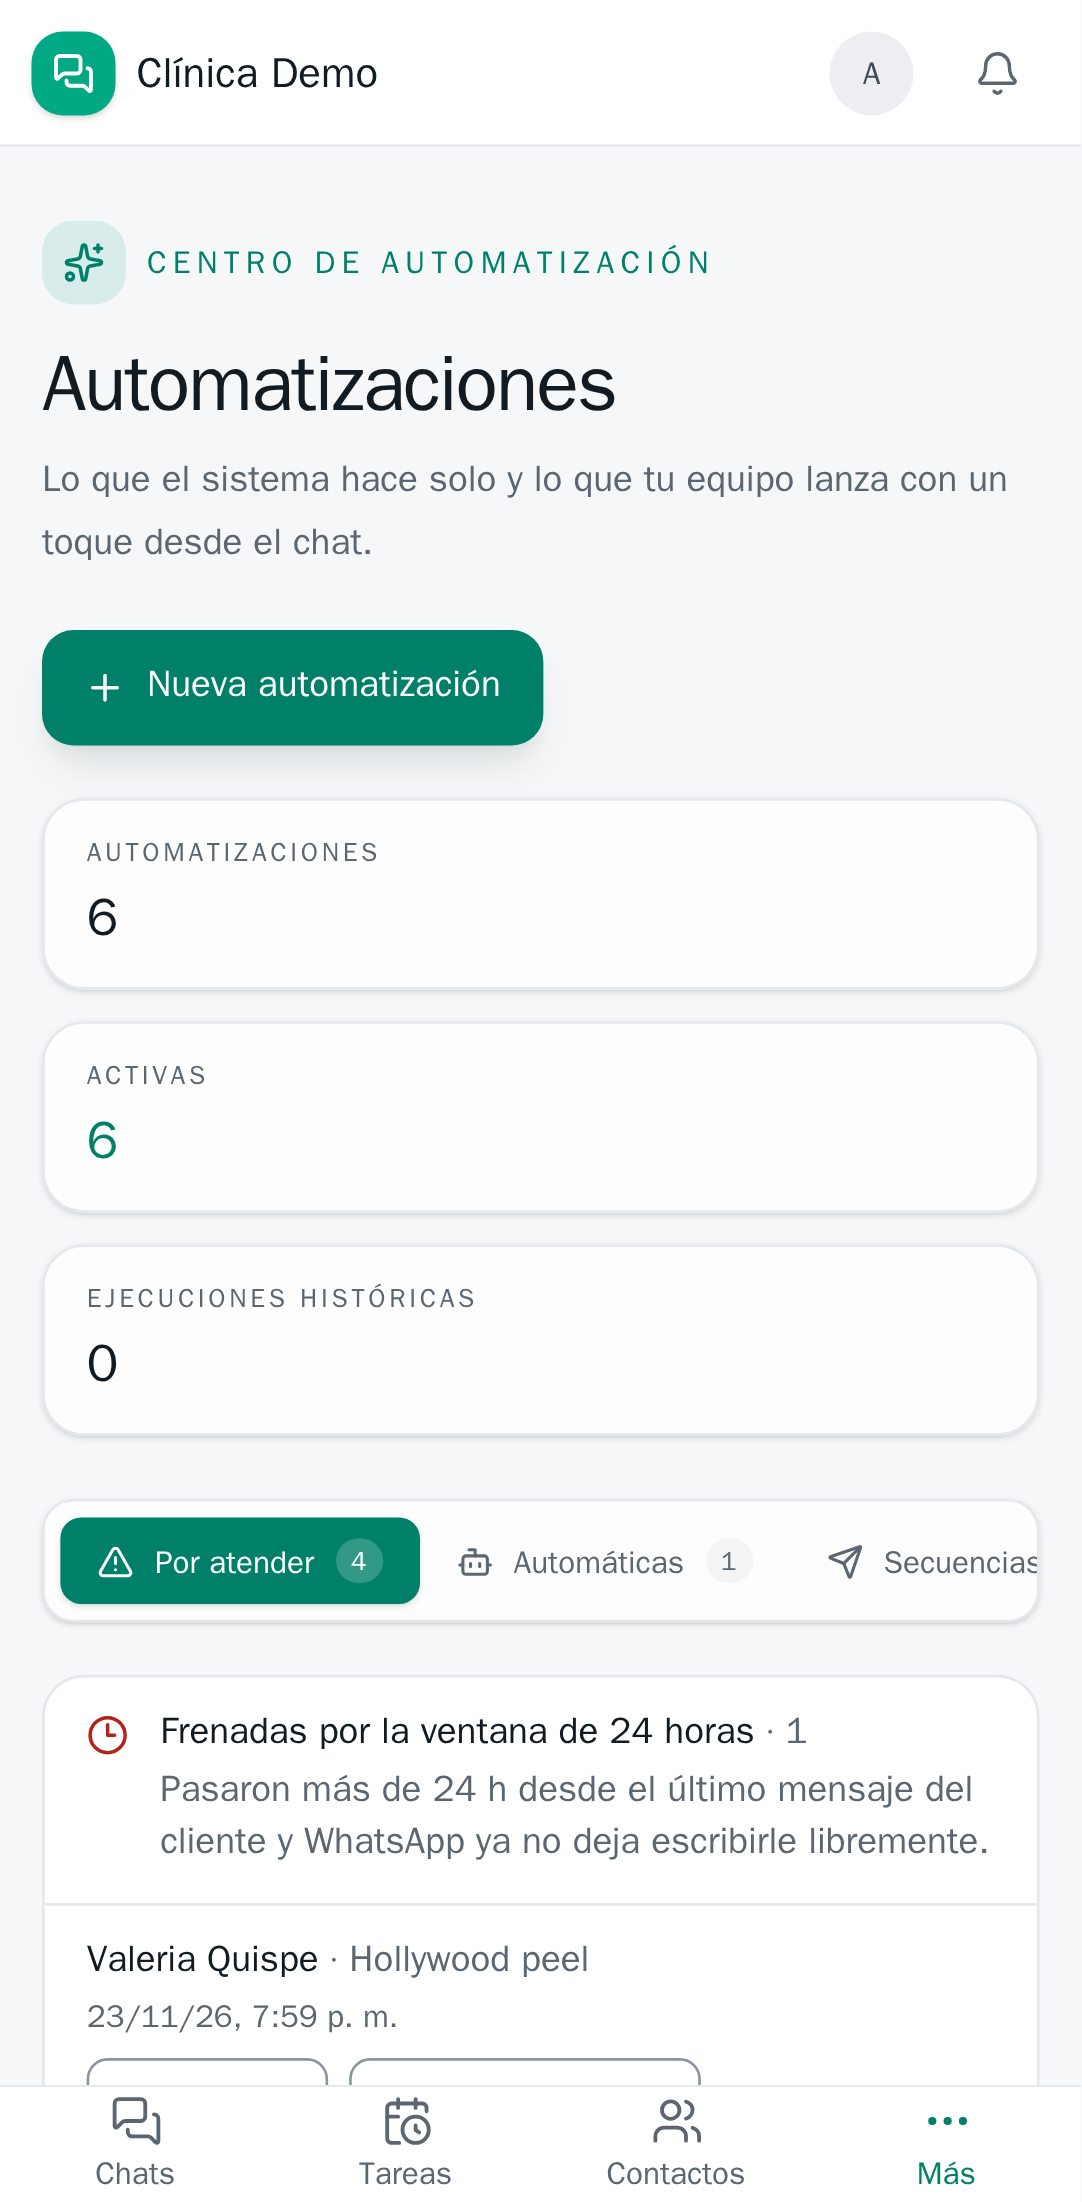 Clínica Demo
A
CENTRO DE AUTOMATIZACIÓN
Automatizaciones
Lo que el sistema hace solo y lo que tu equipo lanza con un
toque desde el chat.
Nueva automatización
AUTOMATIZACIONES
6
ACTIVAS
6
EJECUCIONES HISTÓRICAS
0
Por atender 4 Automáticas 1 Secuencias
Frenadas por la ventana de 24 horas · 1
Pasaron más de 24 h desde el último mensaje del
cliente y WhatsApp ya no deja escribirle libremente.
Valeria Quispe · Hollywood peel
23/11/26, 7:59 p. m.
Chats Tareas Contactos Más